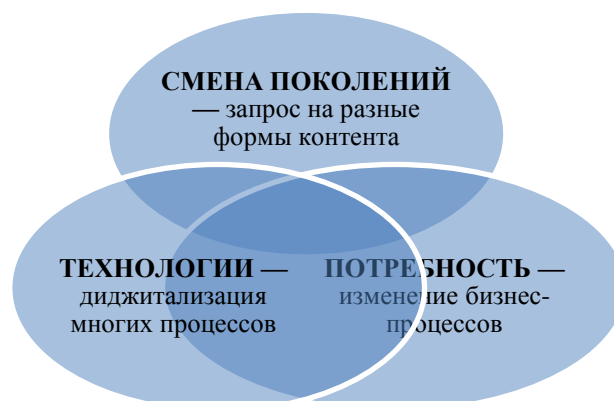 СМЕНА ПОКОЛЕНИЙ
— запрос на разные
формы контента
ТЕХНОЛОГИИ —
диджитализация
многих процессов
ПОТРЕБНОСТЬ —
изменение бизнес-
процессов